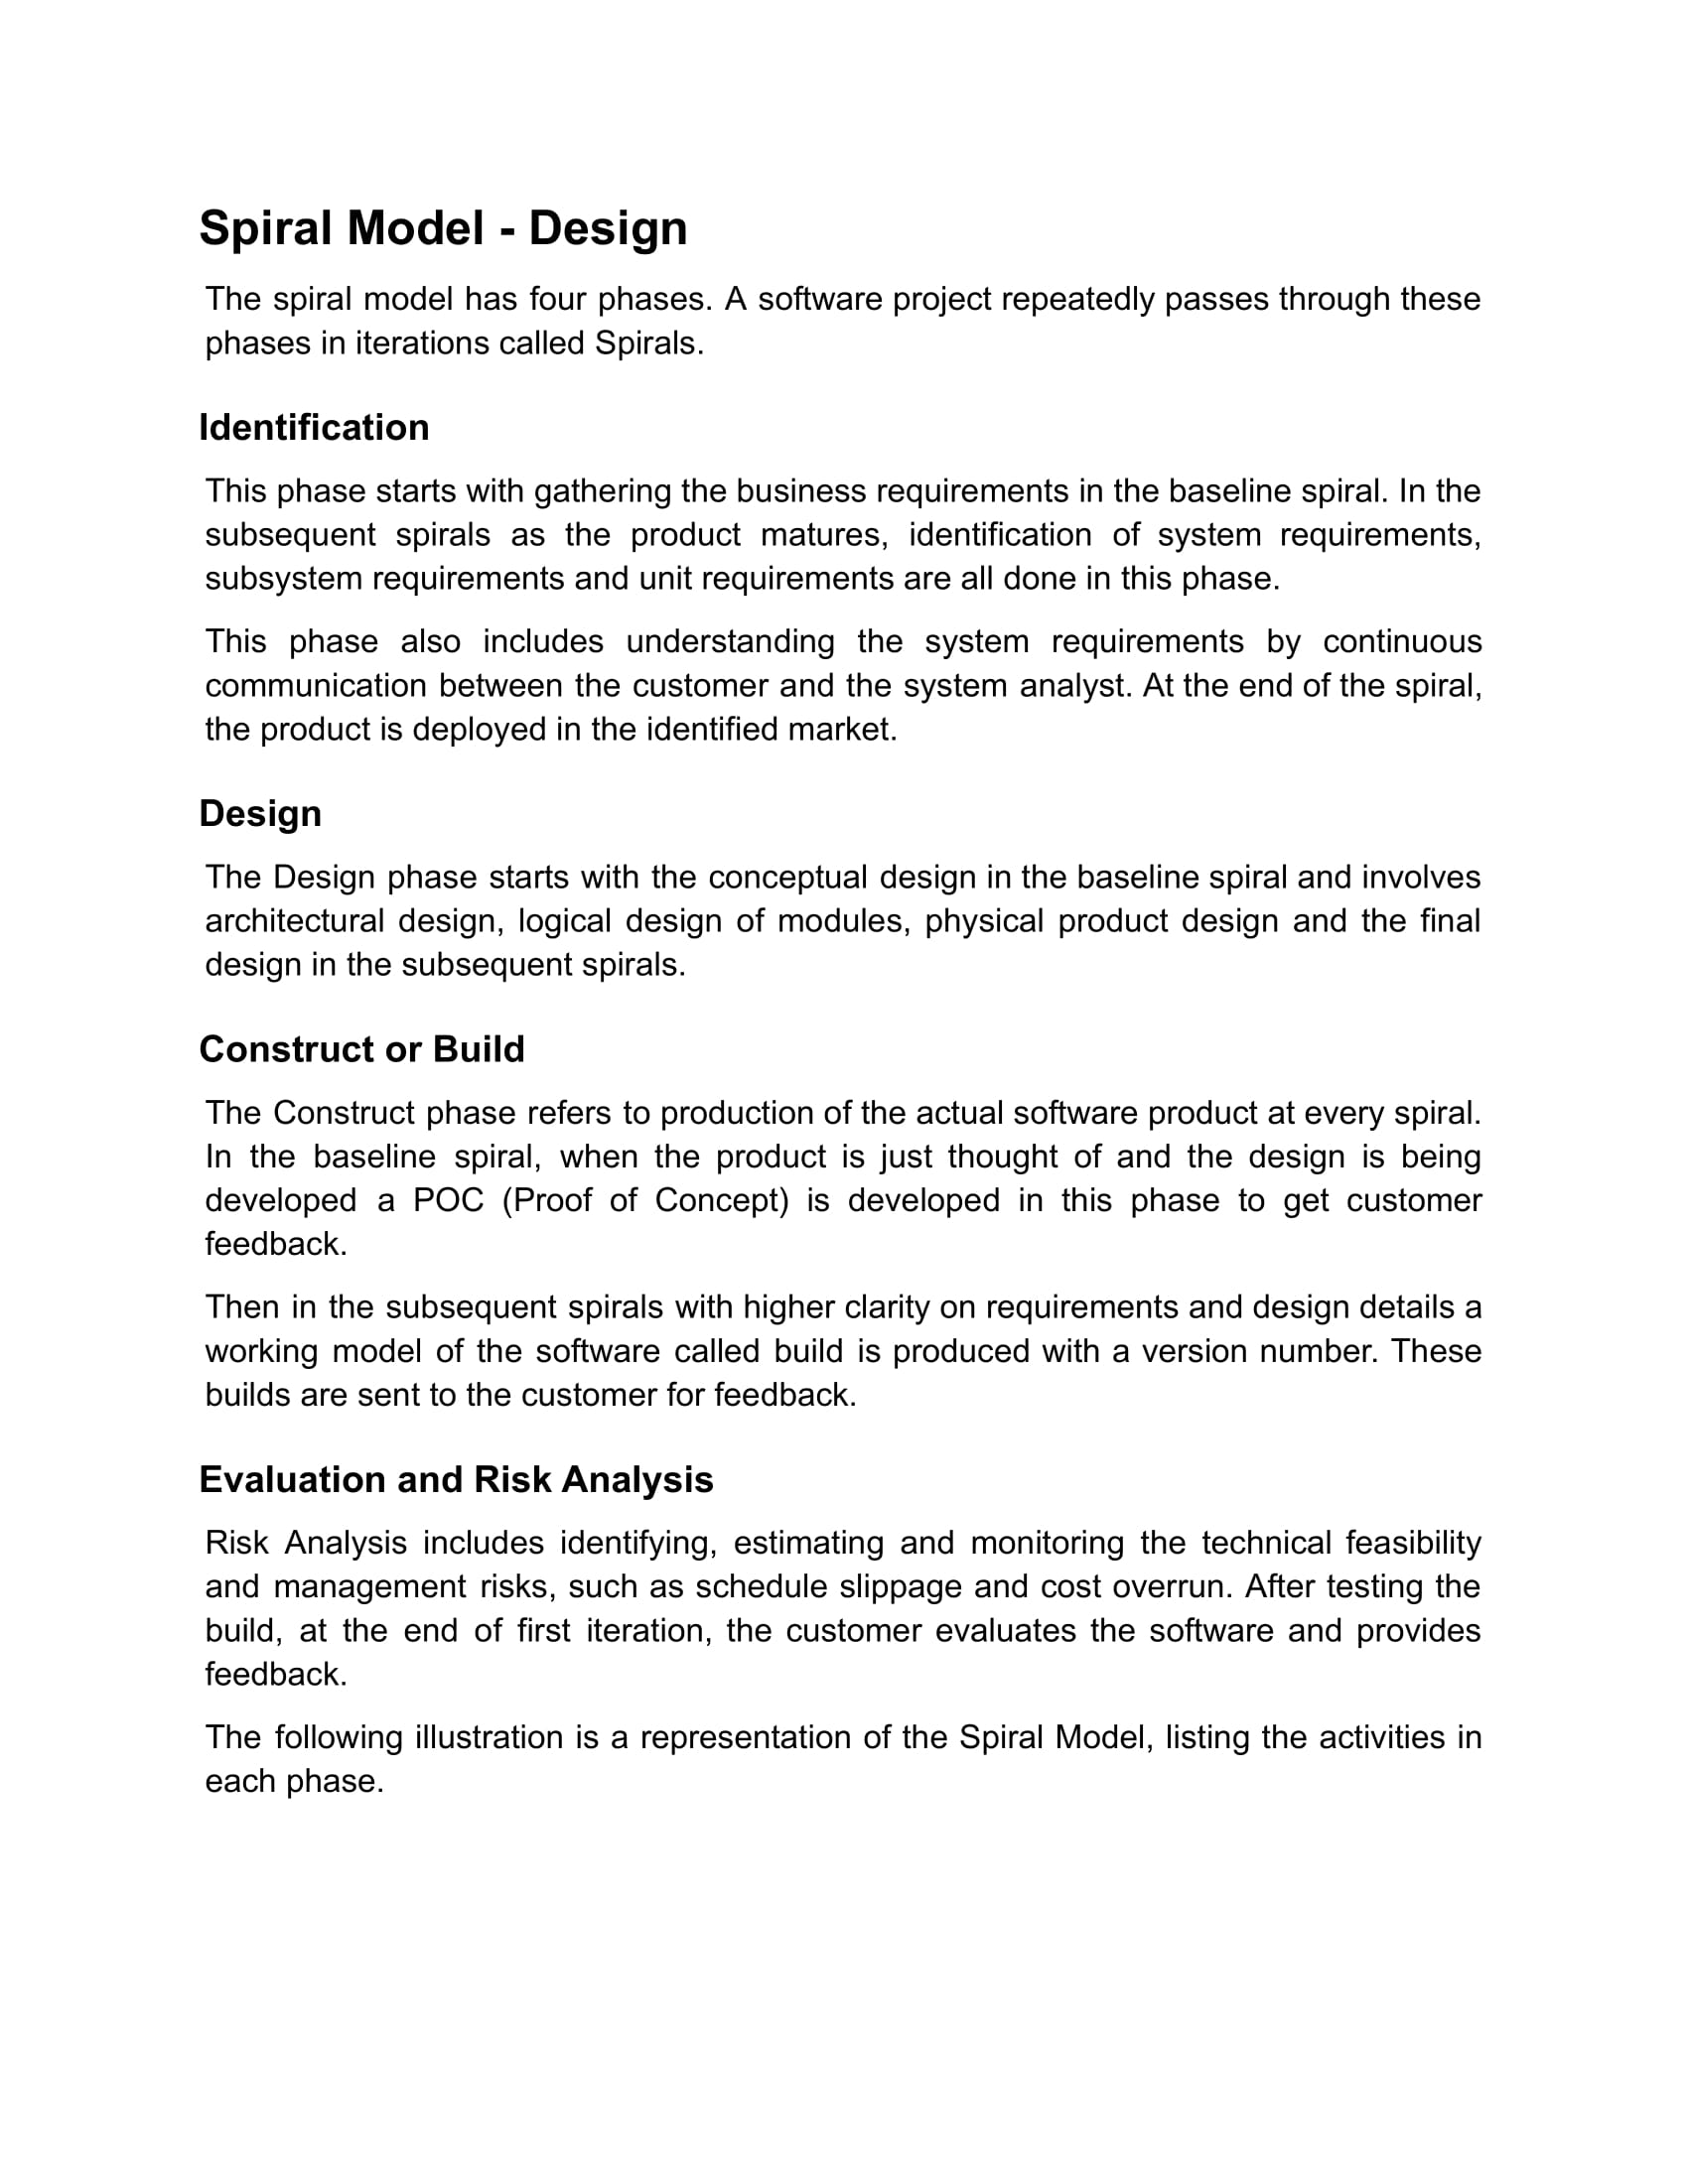 Spiral Model - Design
The spiral model has four phases. A software project repeatedly passes through these
phases in iterations called Spirals.
Identification
This phase starts with gathering the business requirements in the baseline spiral. In the
subsequent spirals as the product matures, identification of system requirements,
subsystem requirements and unit requirements are all done in this phase.
This phase also includes understanding the system requirements by continuous
communication between the customer and the system analyst. At the end of the spiral,
the product is deployed in the identified market.
Design
The Design phase starts with the conceptual design in the baseline spiral and involves
architectural design, logical design of modules, physical product design and the final
design in the subsequent spirals.
Construct or Build
The Construct phase refers to production of the actual software product at every spiral.
In the baseline spiral, when the product is just thought of and the design is being
developed a POC (Proof of Concept) is developed in this phase to get customer
feedback.
Then in the subsequent spirals with higher clarity on requirements and design details a
working model of the software called build is produced with a version number. These
builds are sent to the customer for feedback.
Evaluation and Risk Analysis
Risk Analysis includes identifying, estimating and monitoring the technical feasibility
and management risks, such as schedule slippage and cost overrun. After testing the
build, at the end of first iteration, the customer evaluates the software and provides
feedback.
The following illustration is a representation of the Spiral Model, listing the activities in
each phase.